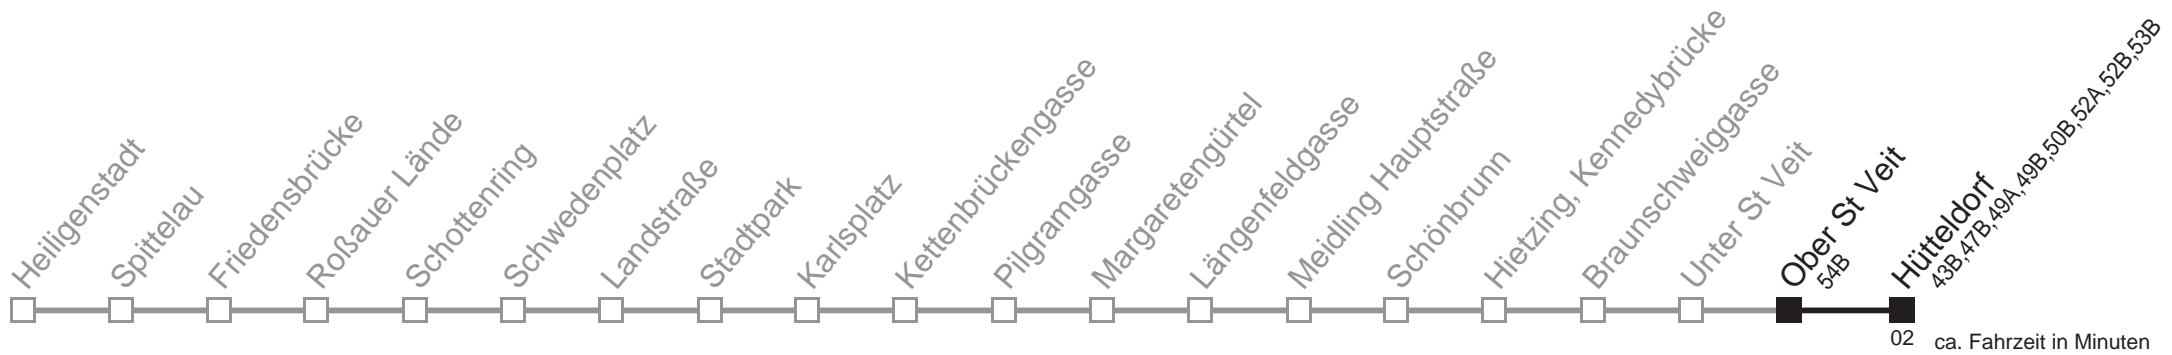 Heiligenstadt
Spittelau
Friedensbrücke
Roßauer Lände
Schottenring
Schwedenplatz
Landstraße
Stadtpark
Karlsplatz
Kettenbrückengasse
Pilgramgasse
Margaretengürtel
Längenfeldgasse
Meidling Hauptstraße
Schönbrunn
Hietzing, Kennedybrücke
Braunschweiggasse
Unter St Veit
Ober St Veit
54B
Hütteldorf
43B,47B,49A,49B,50B,52A,52B,53B
02 ca. Fahrzeit in Minuten